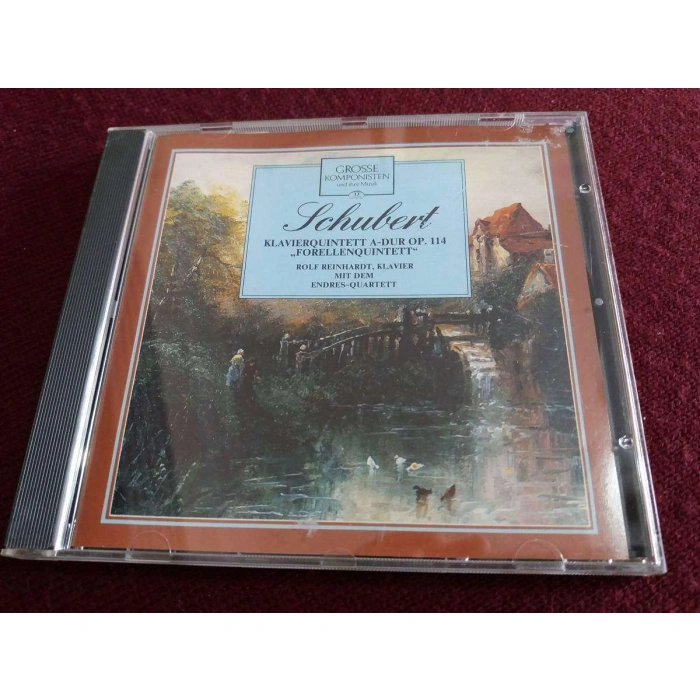 GROSSE
KOMPONISTEN
und ihre Musik
Schubert
KLAVIERQUINTETT A-DUR OP. 114
„FORELLENQUINTETT“
ROLF REINHARDT, KLAVIER
MIT DEM
ENDRES-QUARTETT